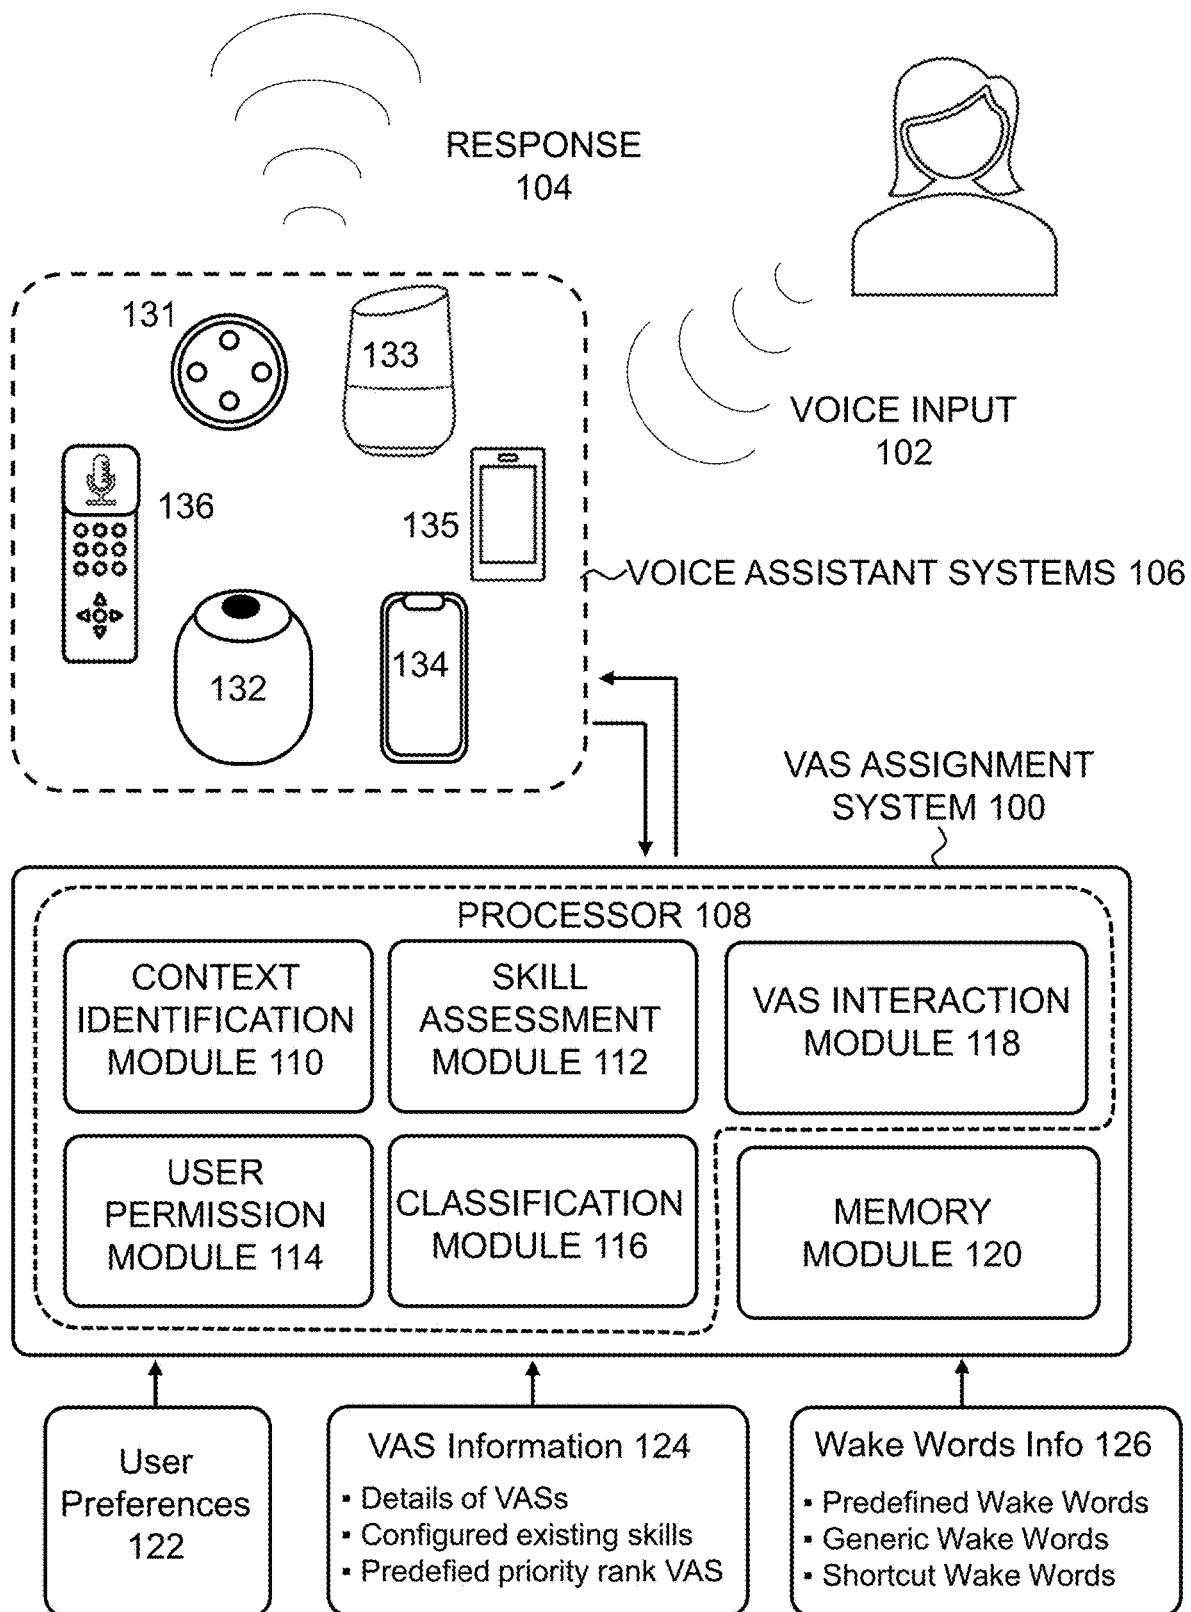 RESPONSE
104
131
133
VOICE INPUT
102
136
135
VOICE ASSISTANT SYSTEMS 106
132
134
VAS ASSIGNMENT
SYSTEM 100
PROCESSOR 108
CONTEXT
IDENTIFICATION
MODULE 110
SKILL
ASSESSMENT
MODULE 112
VAS INTERACTION
MODULE 118
USER
PERMISSION
MODULE 114
CLASSIFICATION
MODULE 116
MEMORY
MODULE 120
User
Preferences
122
VAS Information 124
▪ Details of VASs
▪ Configured existing skills
▪ Predefied priority rank VAS
Wake Words Info 126
▪ Predefined Wake Words
▪ Generic Wake Words
▪ Shortcut Wake Words